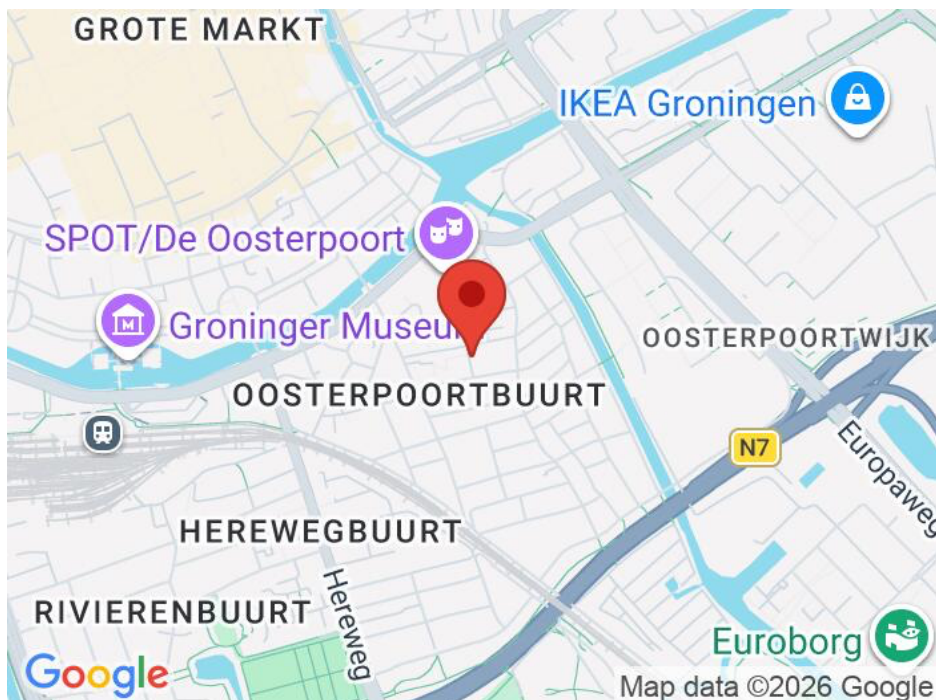 GROTE MARKT
IKEA Groningen
SPOT/De Oosterpoort
Groninger Museu
OOSTERPOORTWIJK
OOSTERPOORTBUURT
N7
Europaweg
HEREWEGBUURT
Hereweg
RIVIERENBUURT
Euroborg
Google
Map data ©2026 Google